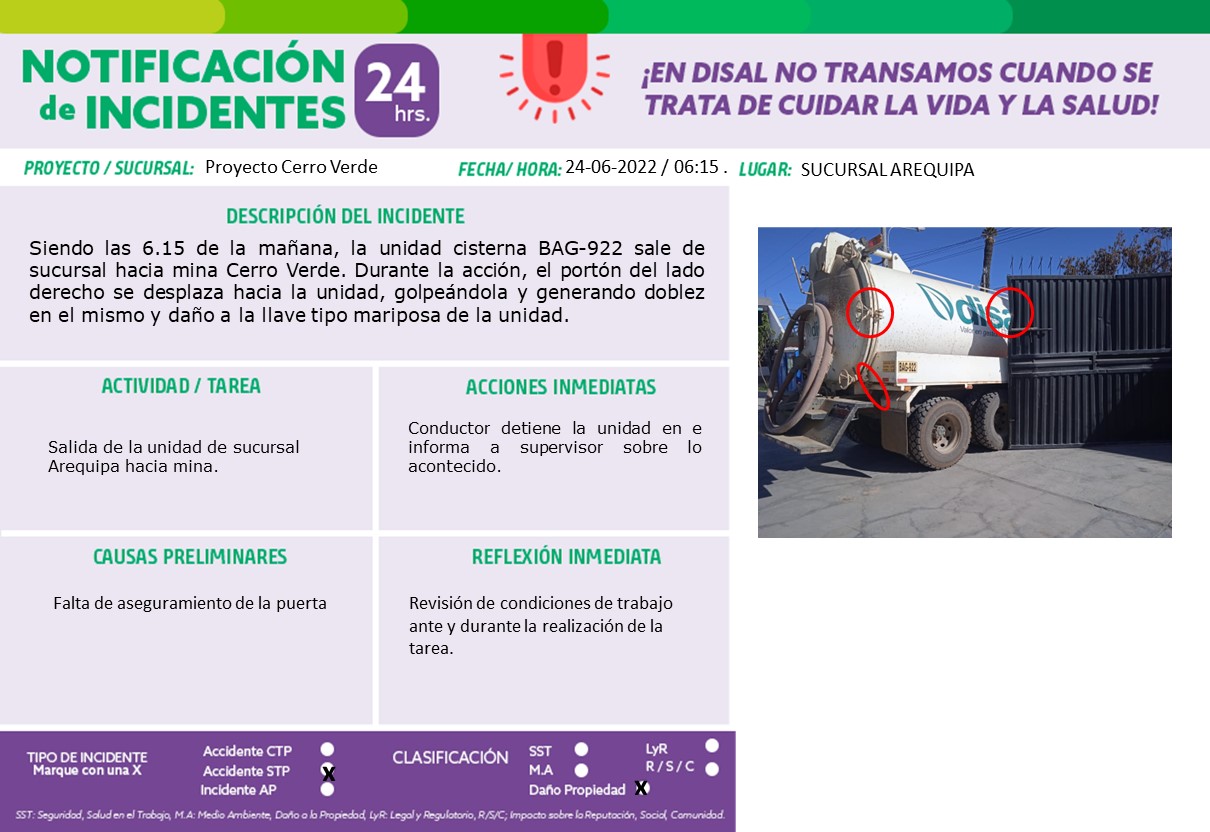 NOTIFICACIÓN
de INCIDENTES
24
hrs.
¡EN DISAL NO TRANSAMOS CUANDO SE
TRATA DE CUIDAR LA VIDA Y LA SALUD!
PROYECTO / SUCURSAL: Proyecto Cerro Verde FECHA/ HORA: 24-06-2022 / 06:15 . LUGAR: SUCURSAL AREQUIPA
DESCRIPCIÓN DEL INCIDENTE
Siendo las 6.15 de la mañana, la unidad cisterna BAG-922 sale de
sucursal hacia mina Cerro Verde. Durante la acción, el portón del lado
derecho se desplaza hacia la unidad, golpeándola y generando doblez
en el mismo y daño a la llave tipo mariposa de la unidad.
disa
Valor en
BAG-922
ACTIVIDAD / TAREA
Salida de la unidad de sucursal
Arequipa hacia mina.
ACCIONES INMEDIATAS
Conductor detiene la unidad en e
informa a supervisor sobre lo
acontecido.
CAUSAS PRELIMINARES
Falta de aseguramiento de la puerta
REFLEXIÓN INMEDIATA
Revisión de condiciones de trabajo
ante y durante la realización de la
tarea.
TIPO DE INCIDENTE
Marque con una X
Accidente CTP
Accidente STP X
Incidente AP
CLASIFICACIÓN
SST
M.A
Daño Propiedad X
LyR
R / S / C
SST: Seguridad, Salud en el Trabajo, M.A: Medio Ambiente, Daño a la Propiedad, LyR: Legal y Regulatorio, R/S/C; Impacto sobre la Reputación, Social, Comunidad.